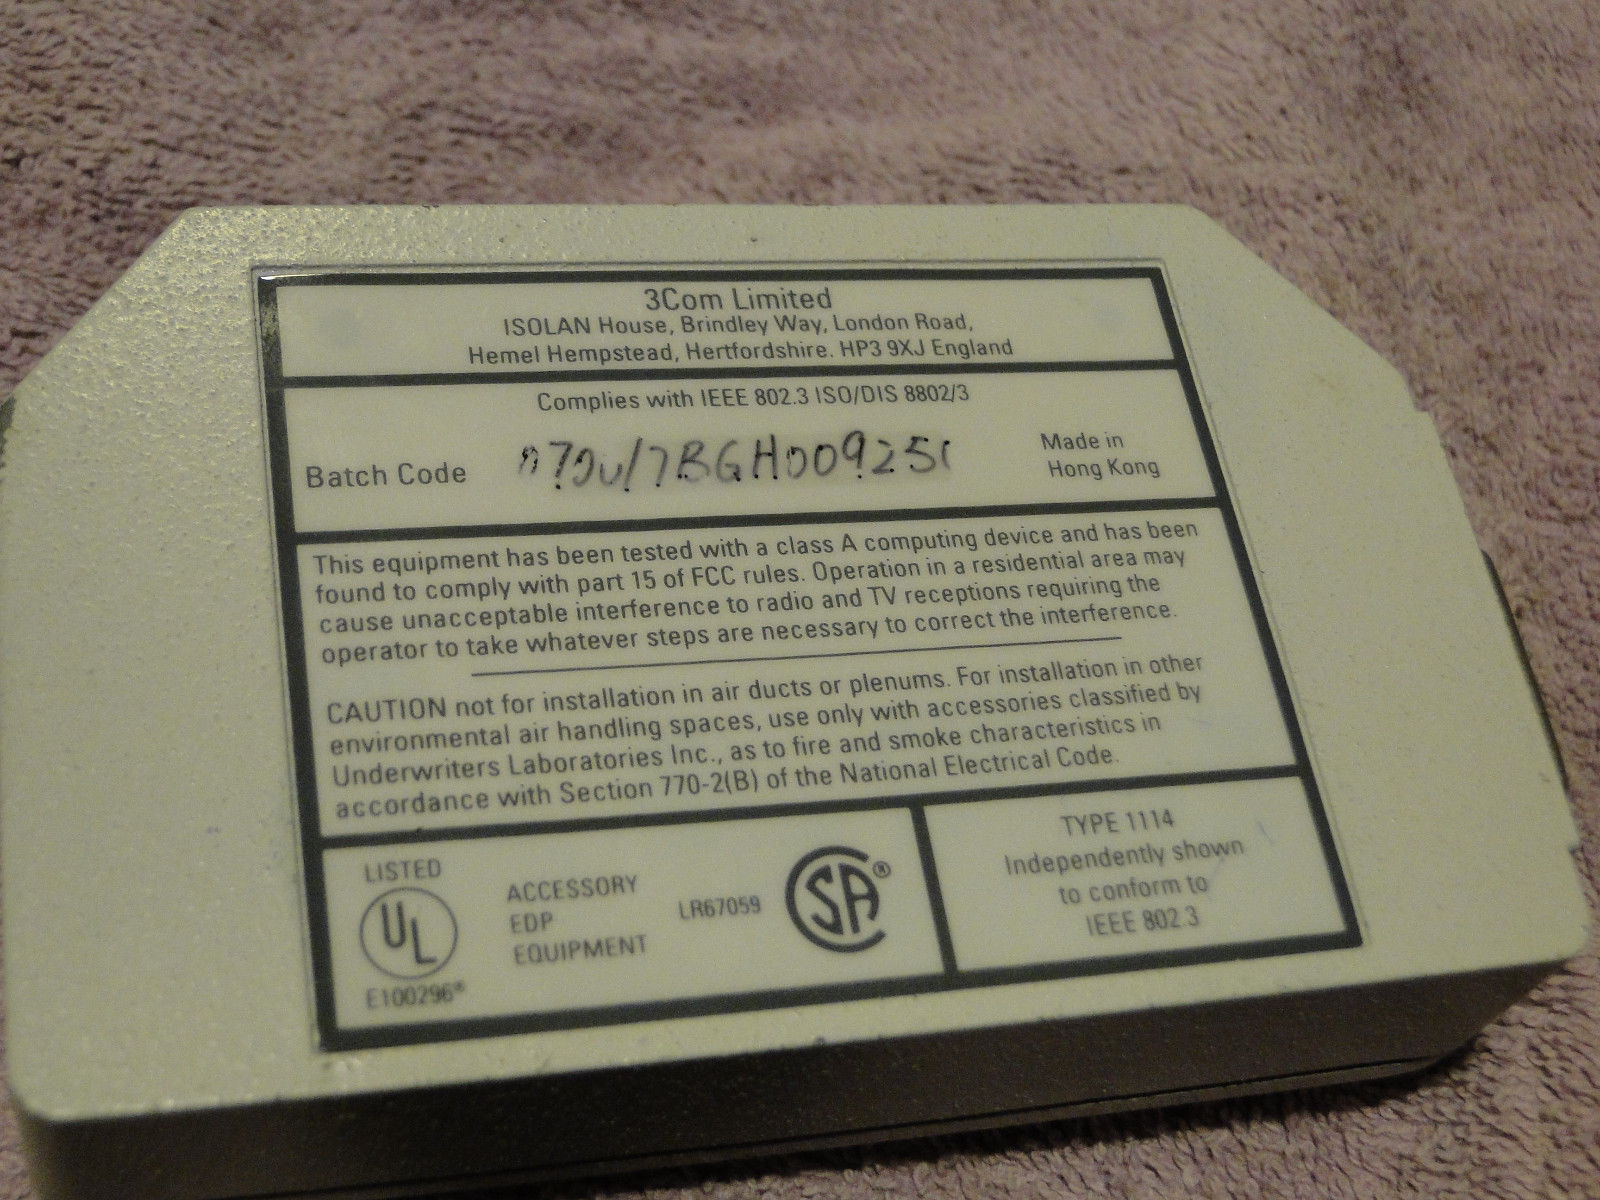 3Com Limited
ISOLAN House, Brindley Way, London Road,
Hemel Hempstead, Hertfordshire. HP3 9XJ England
Complies with IEEE 802.3 ISO/DIS 8802/3
Batch Code
Made in
Hong Kong
This equipment has been tested with a class A computing device and has been
found to comply with part 15 of FCC rules. Operation in a residential area may
cause unacceptable interference to radio and TV receptions requiring the
operator to take whatever steps are necessary to correct the interference.
CAUTION not for installation in air ducts or plenums. For installation in other
environmental air handling spaces, use only with accessories classified by
Underwriters Laboratories Inc., as to fire and smoke characteristics in
accordance with Section 770-2(B) of the National Electrical Code.
LISTED
UL
E100296®
ACCESSORY
EDP
EQUIPMENT
LR67059
SA®
TYPE 1114
Independently shown
to conform to
IEEE 802.3